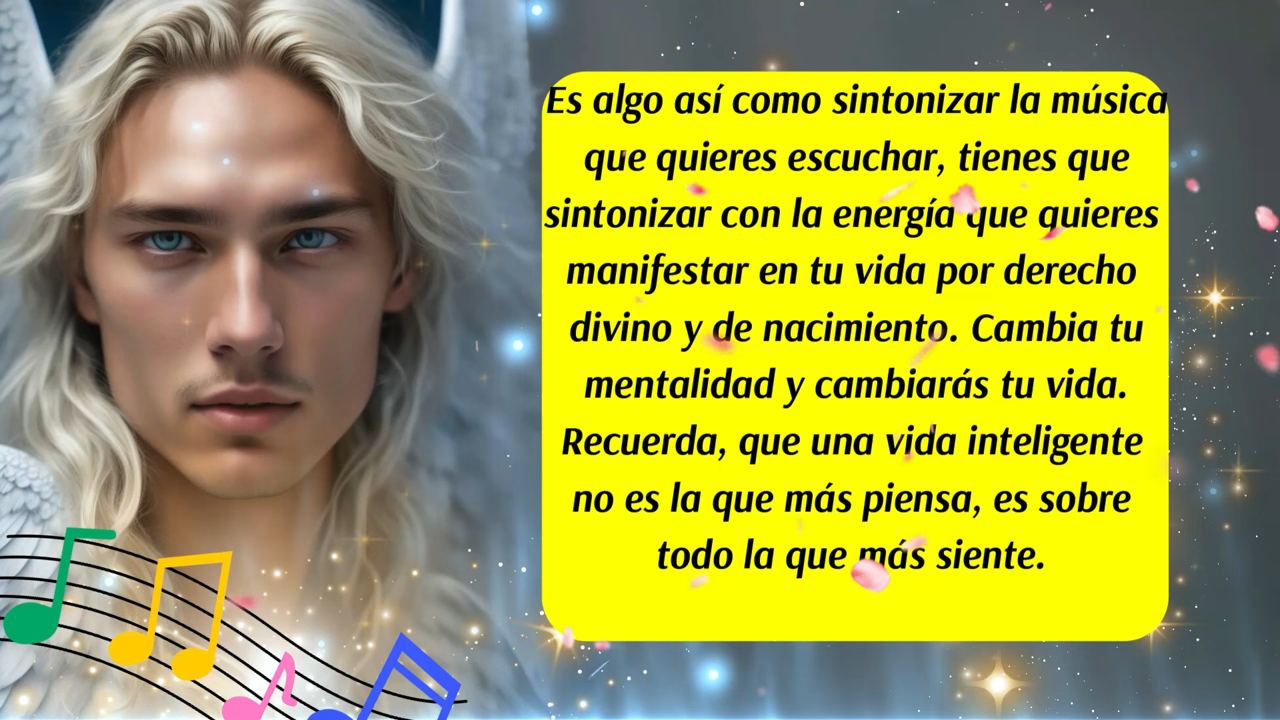 Es algo así como sintonizar la música
que quieres escuchar, tienes que
sintonizar con la energía que quieres
manifestar en tu vida por derecho
divino y de nacimiento. Cambia tu
mentalidad y cambiarás tu vida.
Recuerda, que una vida inteligente
no es la que más piensa, es sobre
todo la que más siente.